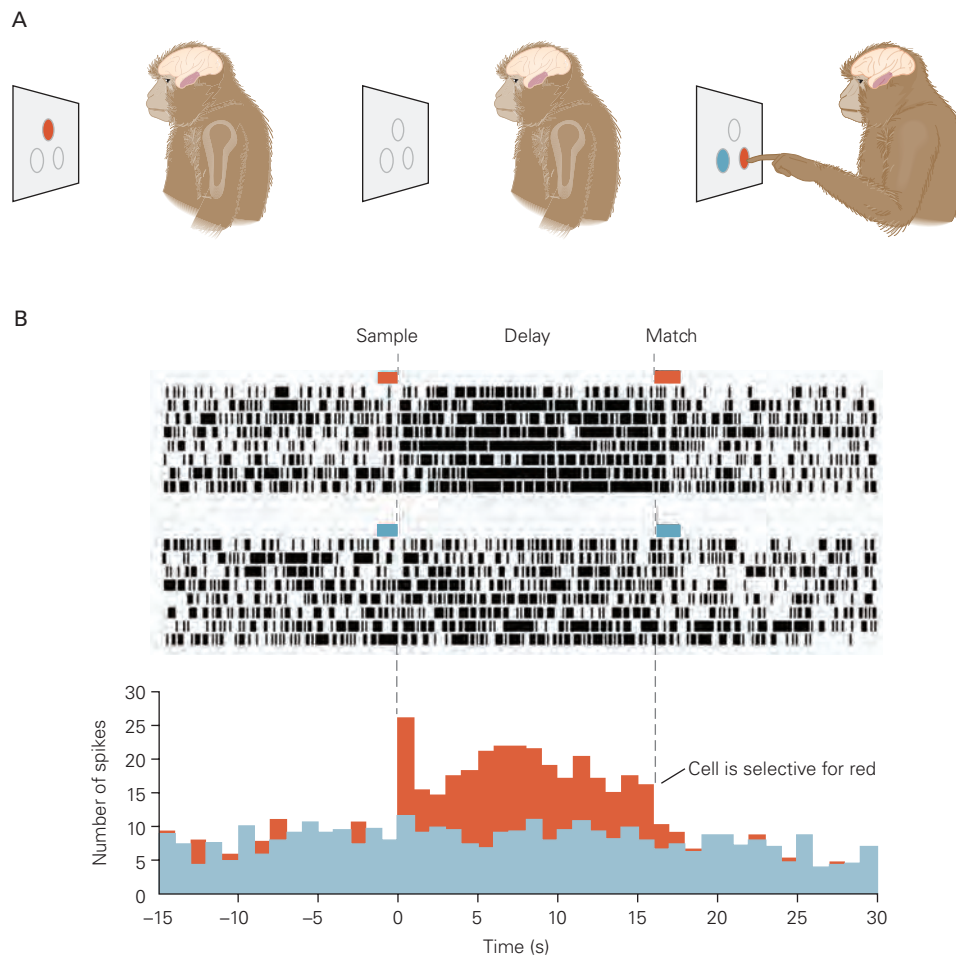 A
B
Sample Delay Match
30
25
20
15
10
5
0
Number of spikes
Cell is selective for red
–15 –10 –5 0 5 10 15 20 25 30
Time (s)